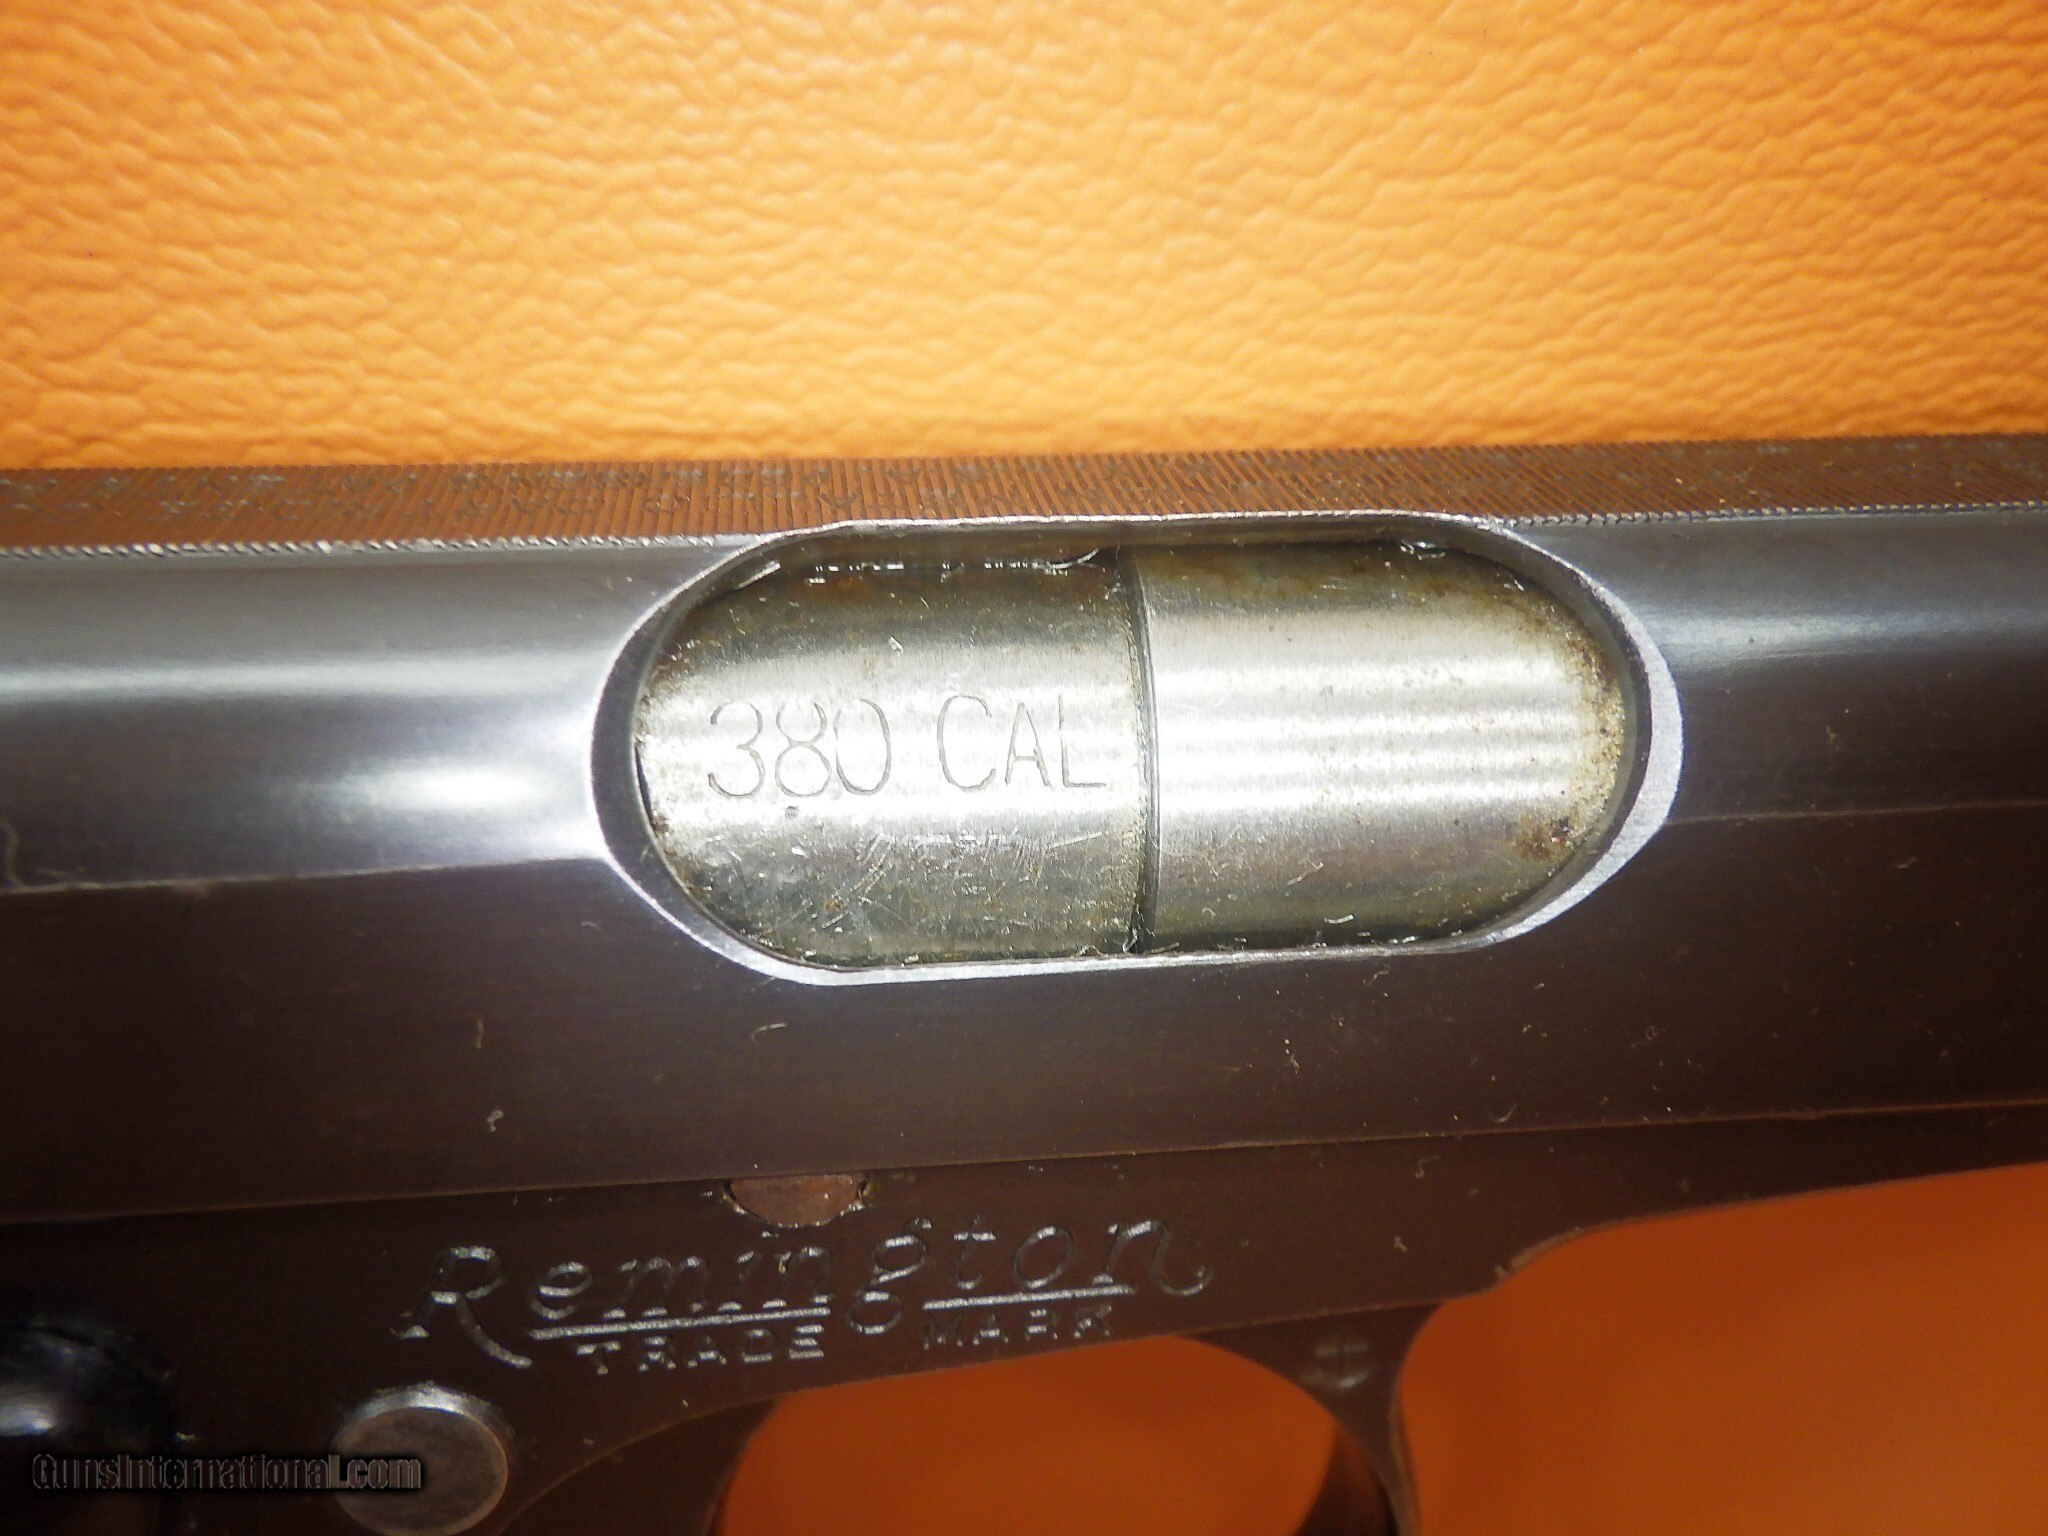 380 CAL
Remington
TRADE MARK
GunsInternational.com